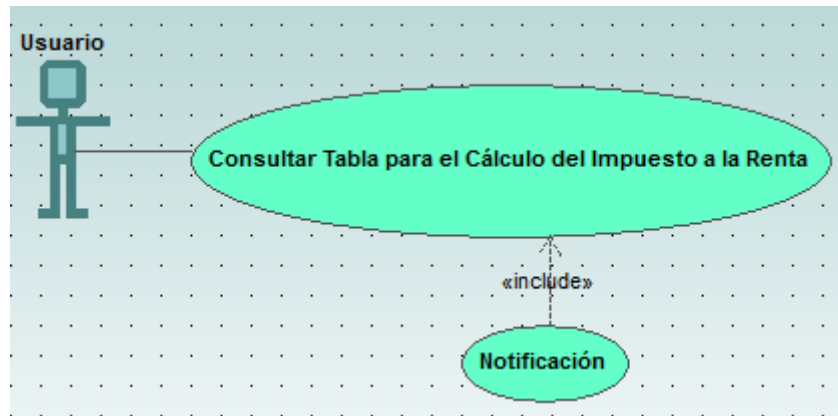 Usuario
Consultar Tabla para el Cálculo del Impuesto a la Renta
«include»
Notificación